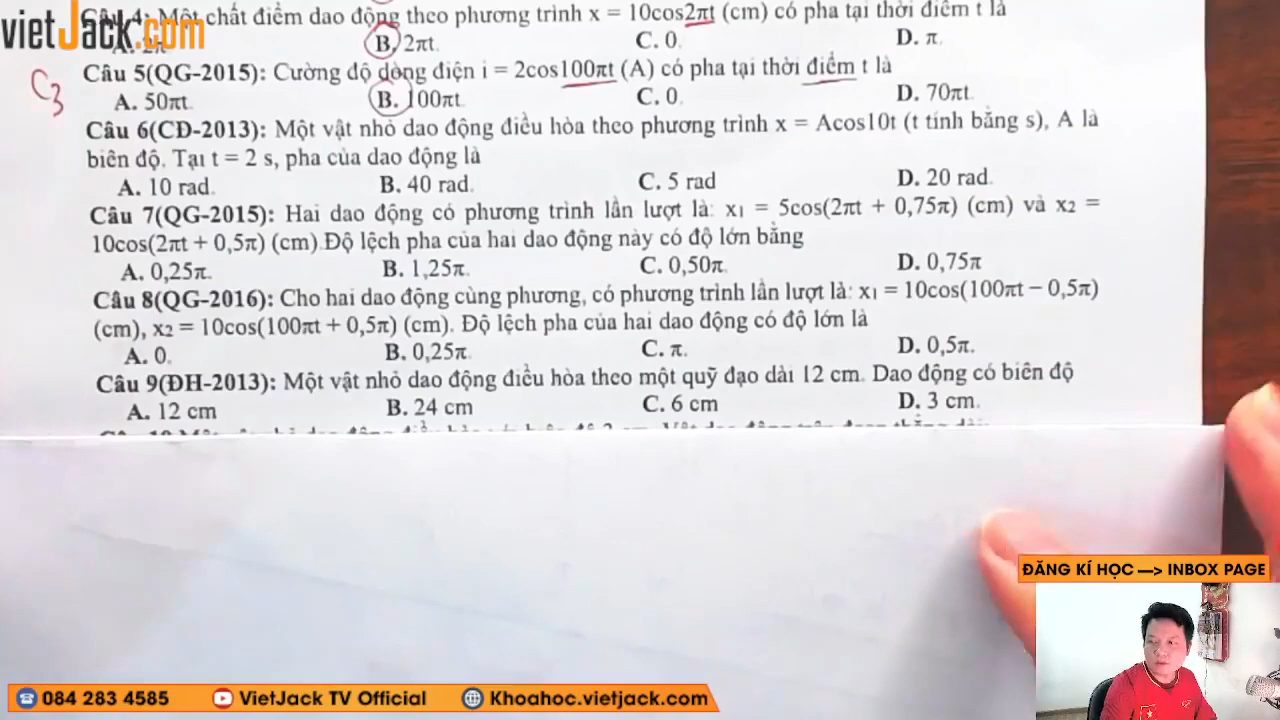 Câu 4: Một chất điểm dao động theo phương trình x = 10cos2πt (cm) có pha tại thời điểm t là
vietJack.com
A. 2π B. 2πt. C. 0. D. π.
C3
Câu 5(QG-2015): Cường độ dòng điện i = 2cos100πt (A) có pha tại thời điểm t là
A. 50πt. B. 100πt. C. 0. D. 70πt.
Câu 6(CĐ-2013): Một vật nhỏ dao động điều hòa theo phương trình x = Acos10t (t tính bằng s), A là
biên độ. Tại t = 2 s, pha của dao động là
A. 10 rad. B. 40 rad. C. 5 rad D. 20 rad.
Câu 7(QG-2015): Hai dao động có phương trình lần lượt là: x₁ = 5cos(2πt + 0,75π) (cm) và x₂ =
10cos(2πt + 0,5π) (cm).Độ lệch pha của hai dao động này có độ lớn bằng
A. 0,25π. B. 1,25π. C. 0,50π. D. 0,75π
Câu 8(QG-2016): Cho hai dao động cùng phương, có phương trình lần lượt là: x₁ = 10cos(100πt – 0,5π)
(cm), x₂ = 10cos(100πt + 0,5π) (cm). Độ lệch pha của hai dao động có độ lớn là
A. 0. B. 0,25π. C. π. D. 0,5π.
Câu 9(ĐH-2013): Một vật nhỏ dao động điều hòa theo một quỹ đạo dài 12 cm. Dao động có biên độ
A. 12 cm B. 24 cm C. 6 cm D. 3 cm.
ĐĂNG KÍ HỌC —> INBOX PAGE
084 283 4585 VietJack TV Official Khoahoc.vietjack.com